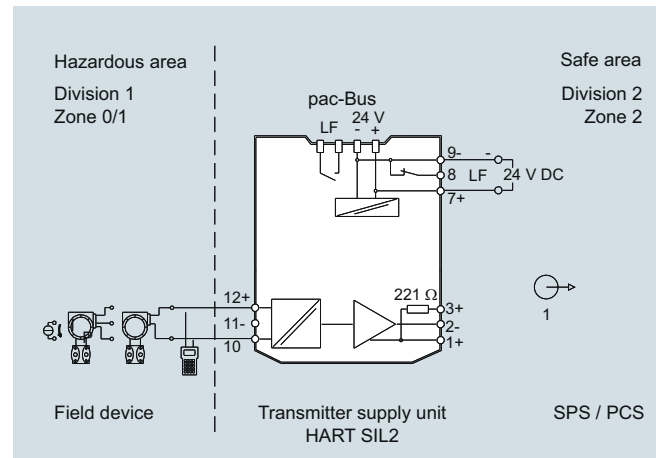 Hazardous area
Safe area
Division 1
Zone 0/1
Division 2
Zone 2
pac-Bus
LF
24 V
- +
9-
-
8
LF
24 V DC
7+
+
12+
11-
10
221 Ω
3+
2-
1+
1
Field device
Transmitter supply unit
HART SIL2
SPS / PCS